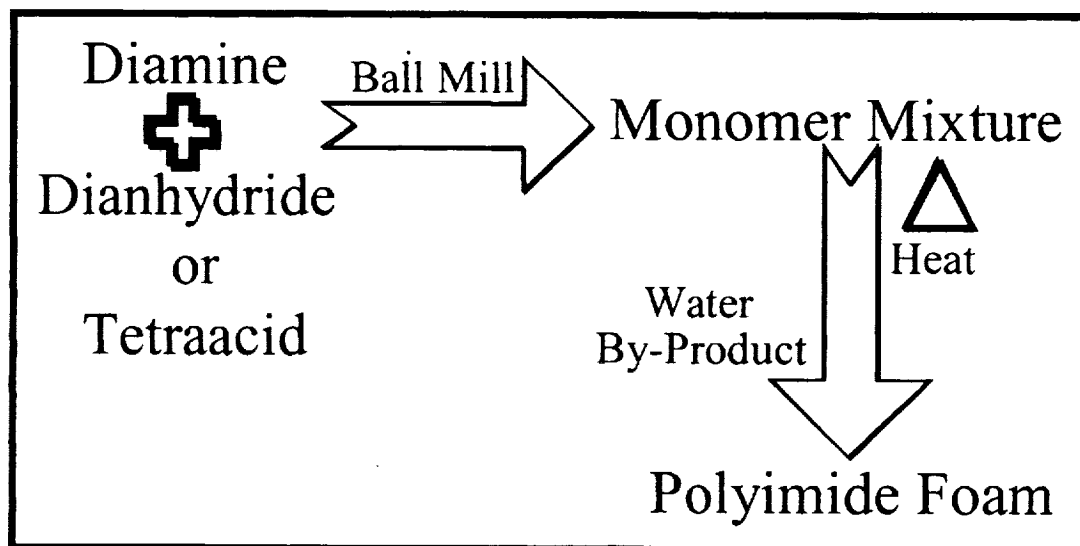 Diamine
Dianhydride
or
Tetraacid
Ball Mill
Monomer Mixture
Heat
Water
By-Product
Polyimide Foam